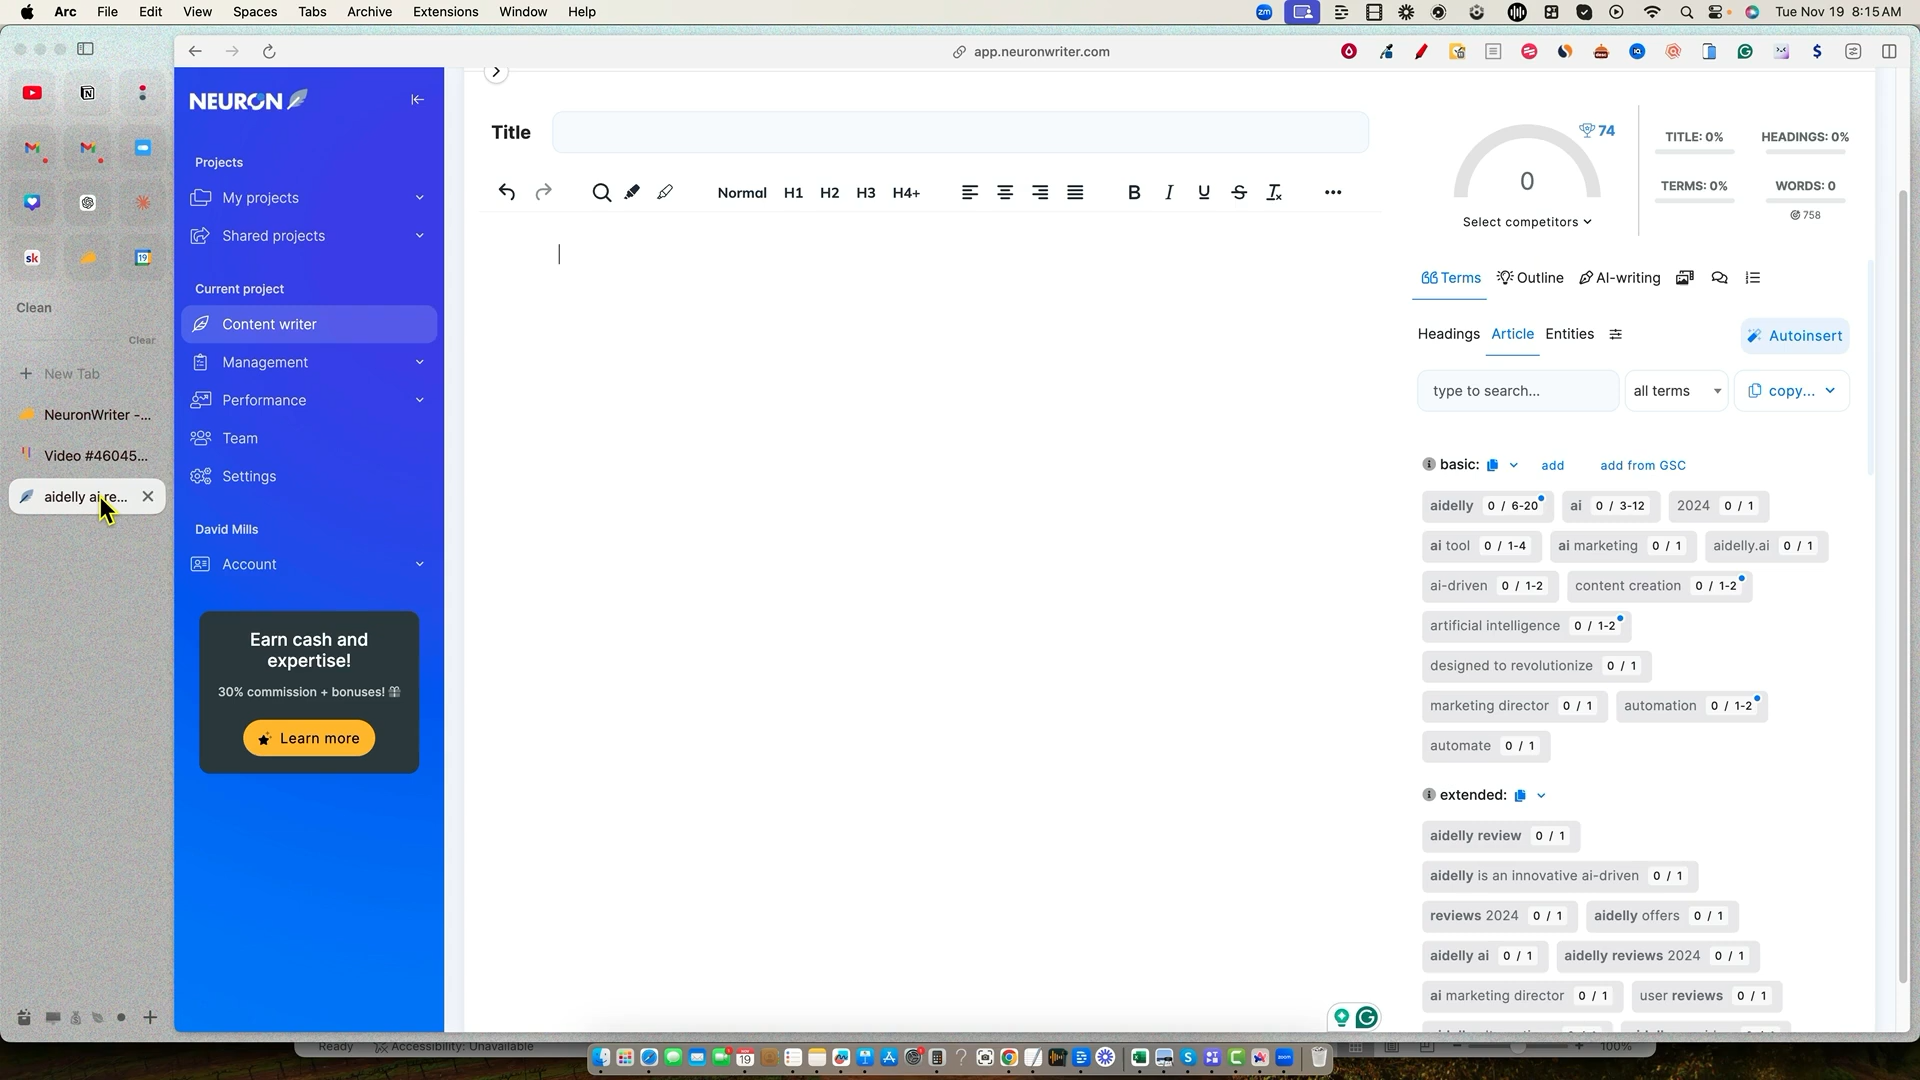 Arc File Edit View Spaces Tabs Archive Extensions Window Help
zm
Tue Nov 19 8:15 AM
app.neuronwriter.com
NEURON
Projects
My projects
Shared projects
Current project
Content writer
Management
Performance
Team
Settings
David Mills
Account
Earn cash and
expertise!
30% commission + bonuses!
Learn more
sk
19
Clean
Clear
New Tab
NeuronWriter -...
Video #46045...
aidelly ai re...
Title
Normal H1 H2 H3 H4+
B I U S
74
0
Select competitors
TITLE: 0% HEADINGS: 0%
TERMS: 0% WORDS: 0
758
Terms Outline AI-writing
Headings Article Entities
Autoinsert
type to search... all terms copy...
basic: add add from GSC
aidelly 0 / 6-20 ai 0 / 3-12 2024 0 / 1
ai tool 0 / 1-4 ai marketing 0 / 1 aidelly.ai 0 / 1
ai-driven 0 / 1-2 content creation 0 / 1-2
artificial intelligence 0 / 1-2
designed to revolutionize 0 / 1
marketing director 0 / 1 automation 0 / 1-2
automate 0 / 1
extended:
aidelly review 0 / 1
aidelly is an innovative ai-driven 0 / 1
reviews 2024 0 / 1 aidelly offers 0 / 1
aidelly ai 0 / 1 aidelly reviews 2024 0 / 1
ai marketing director 0 / 1 user reviews 0 / 1
Ready Accessibility: Unavailable
100%